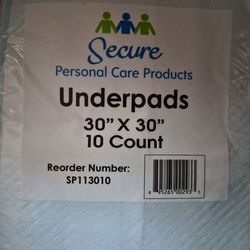 Secure
Personal Care Products
Underpads
30" X 30"
10 Count
Reorder Number:
SP113010